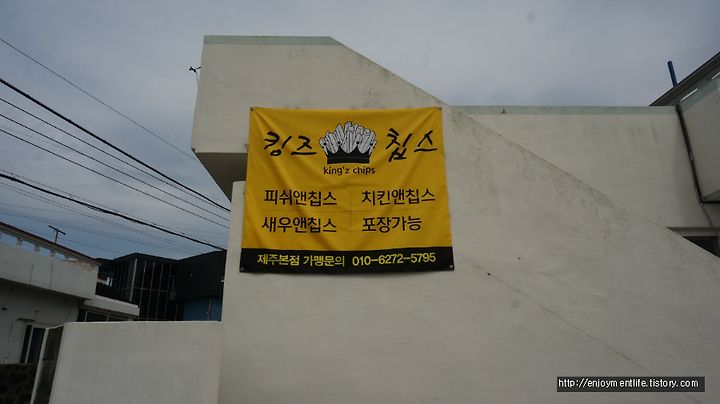 킹즈 칩스
king'z chips
피쉬앤칩스 치킨앤칩스
새우앤칩스 포장가능
제주본점 가맹문의 010-6272-5795
http://enjoymentlife.tistory.com